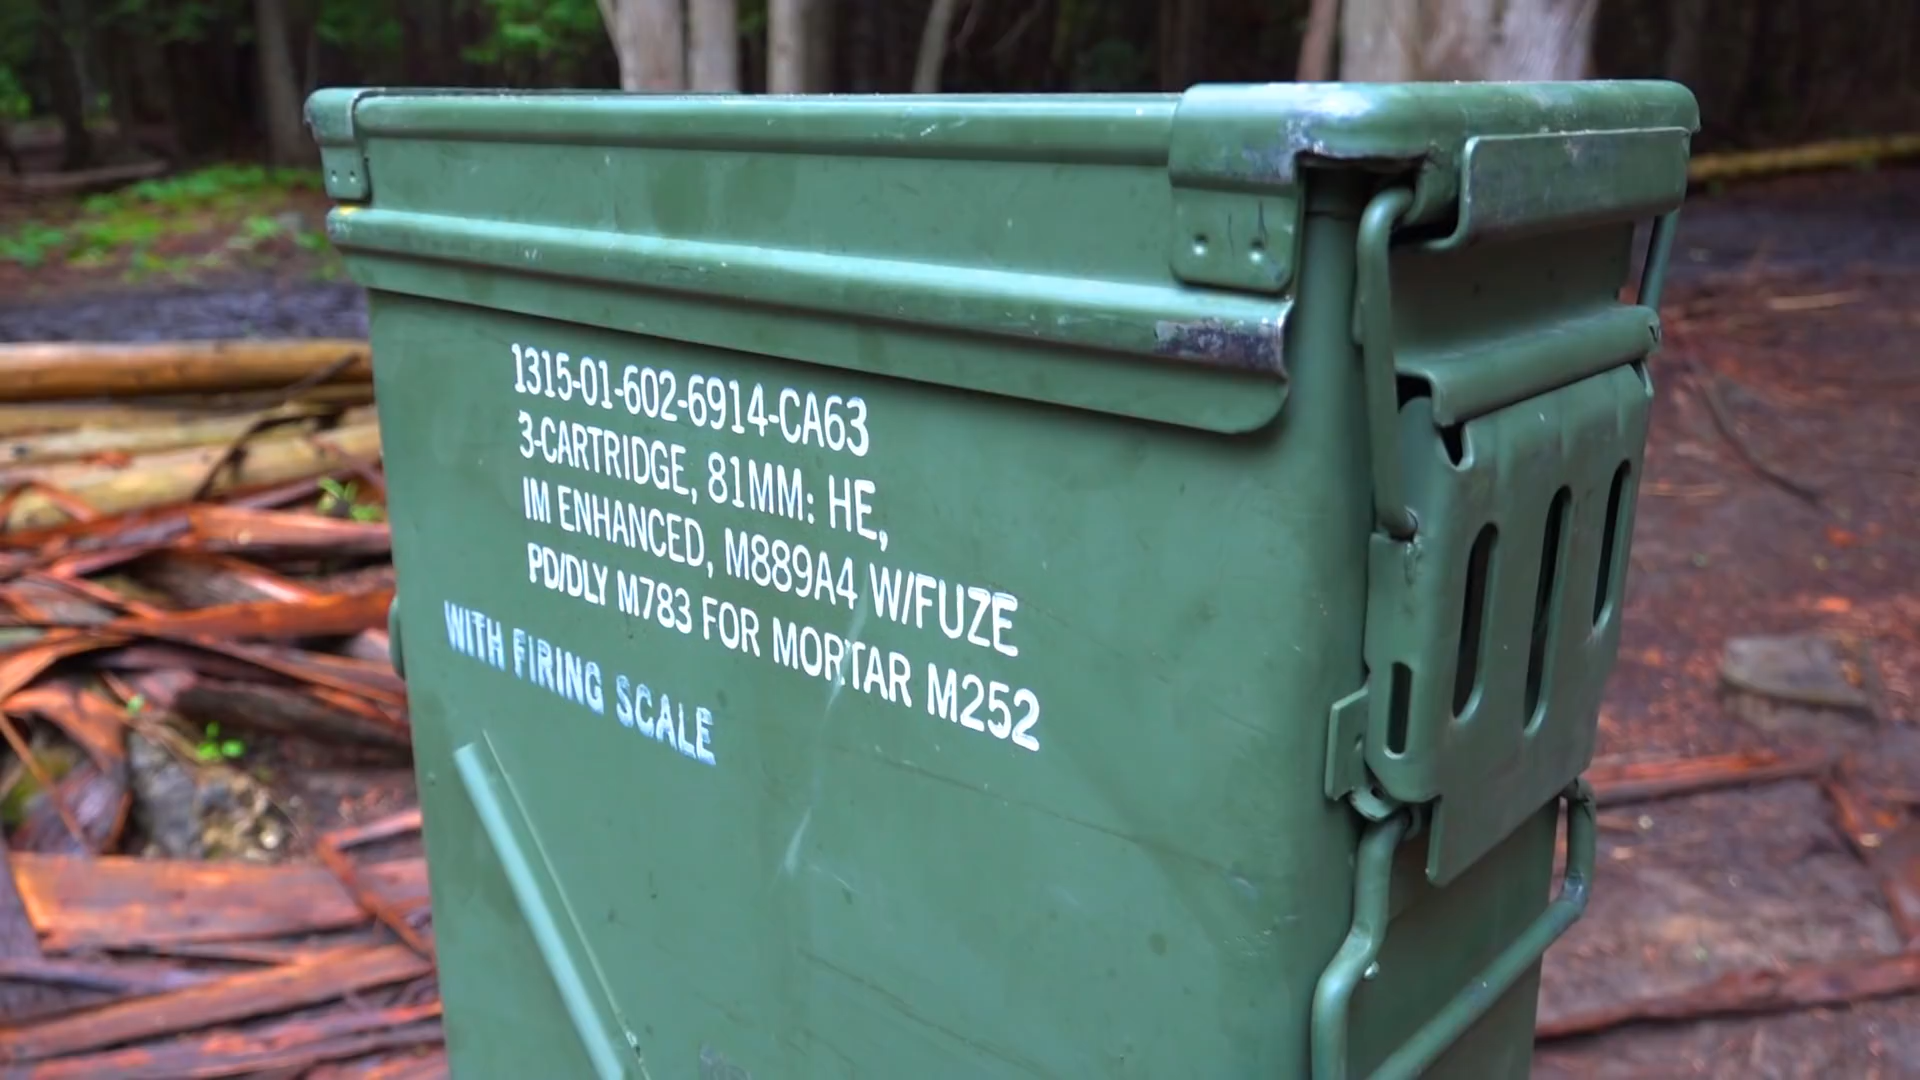 1315-01-602-6914-CA63
3-CARTRIDGE, 81MM: HE,
IM ENHANCED, M889A4 W/FUZE
PD/DLY M783 FOR MORTAR M252
WITH FIRING SCALE